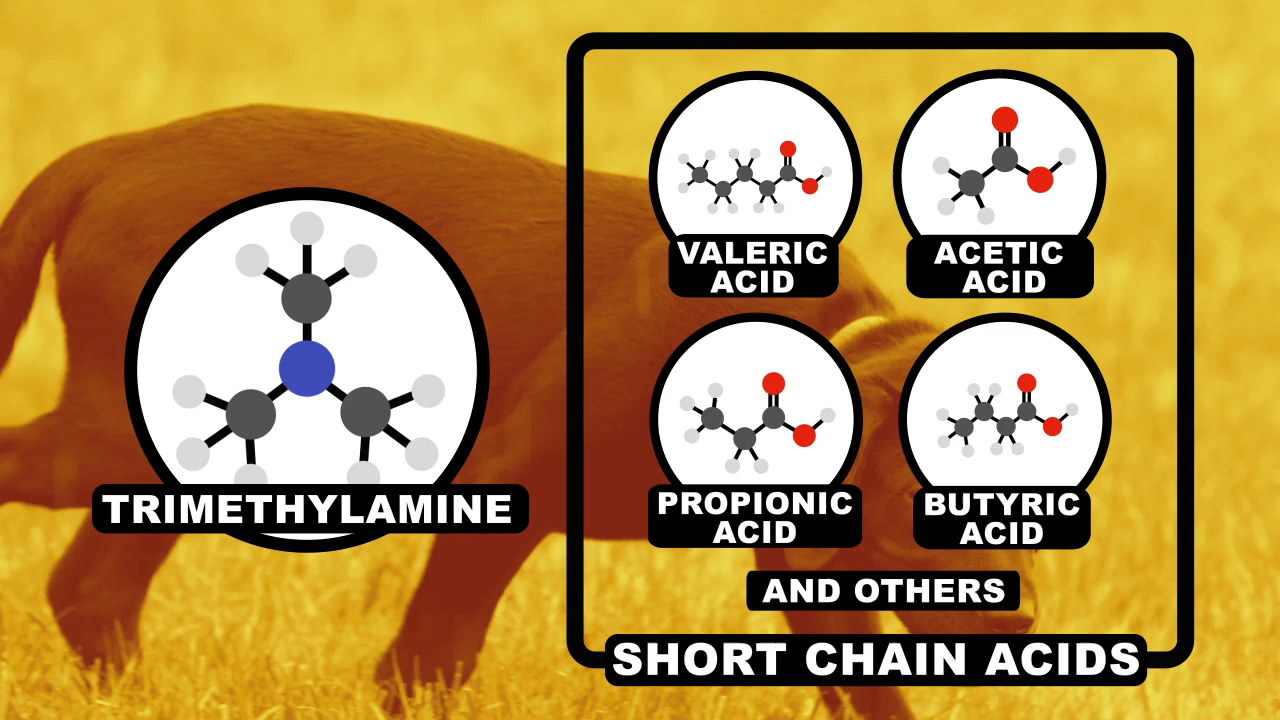 TRIMETHYLAMINE
VALERIC
ACID
ACETIC
ACID
PROPIONIC
ACID
BUTYRIC
ACID
AND OTHERS
SHORT CHAIN ACIDS